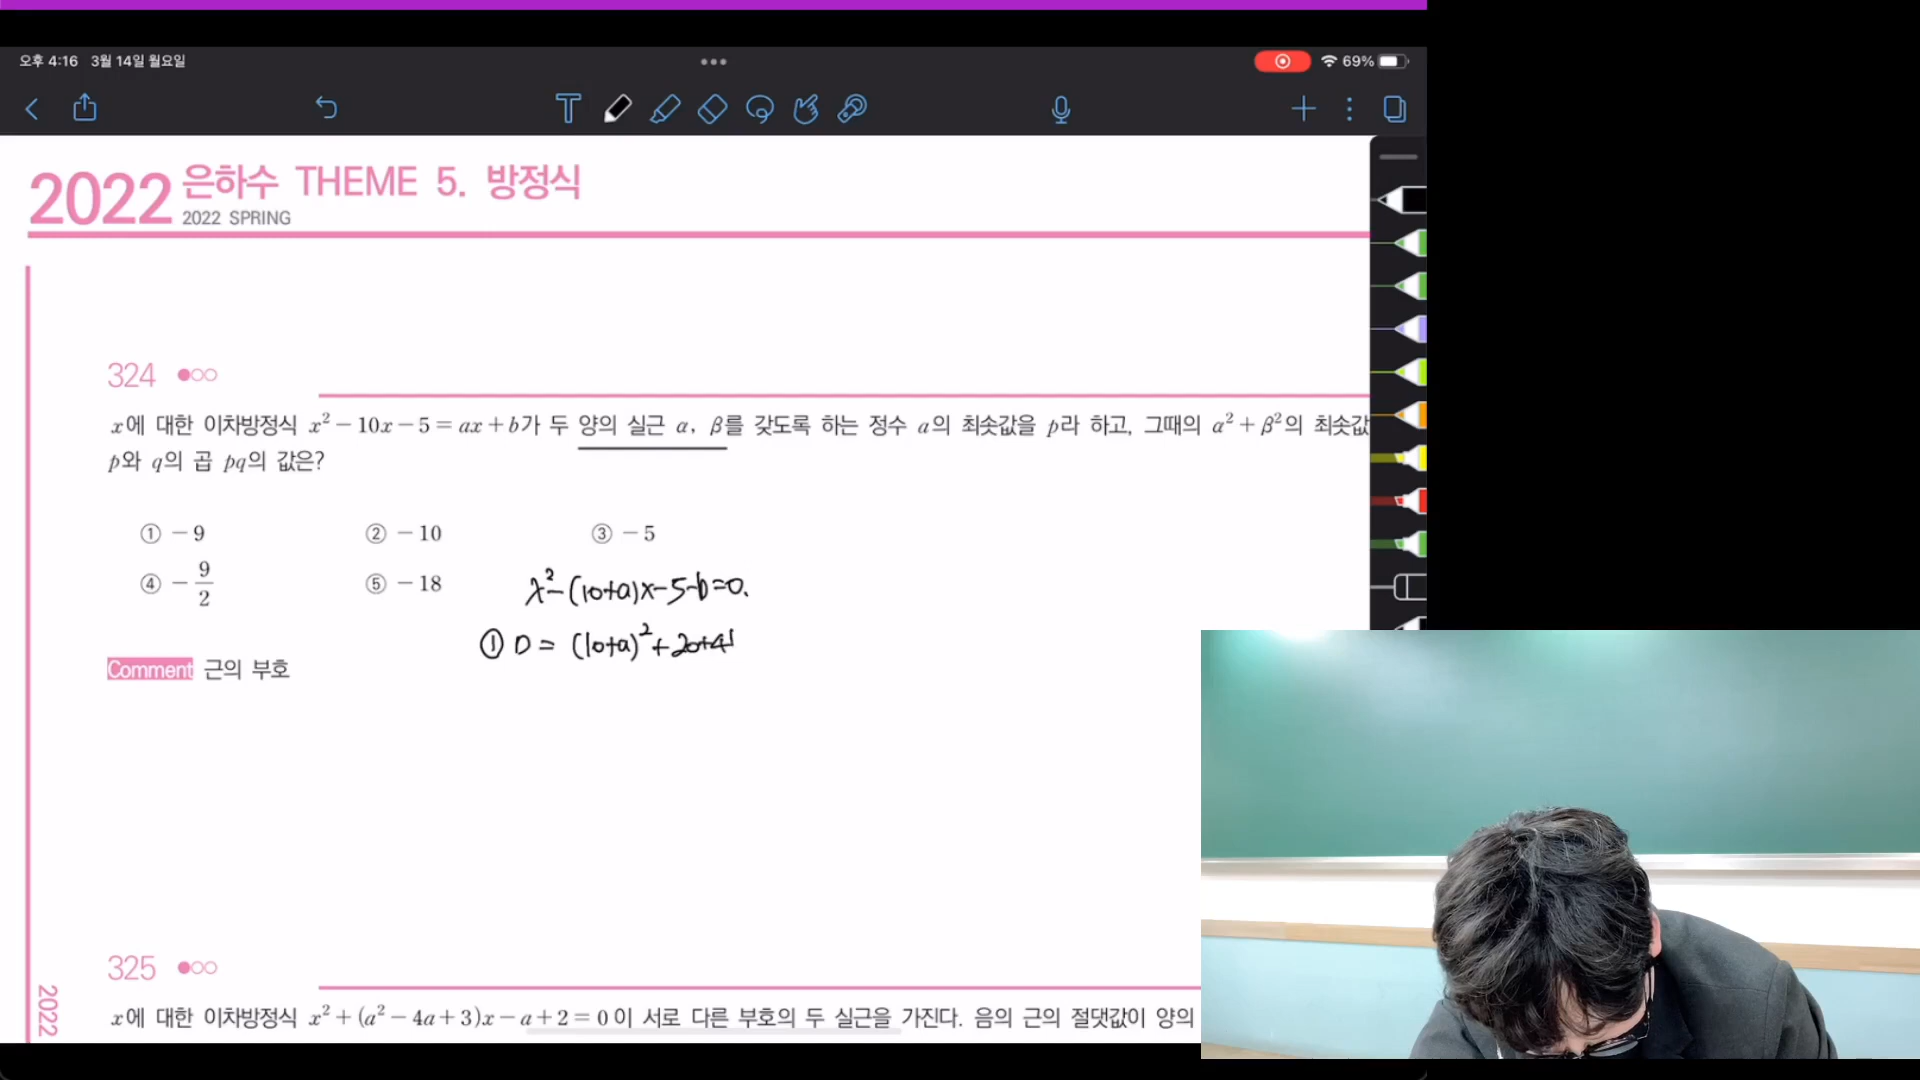 오후 4:16 3월 14일 월요일
69%
2022 은하수 THEME 5. 방정식
2022 SPRING
324
x에 대한 이차방정식 x² − 10x − 5 = ax + b가 두 양의 실근 α, β를 갖도록 하는 정수 a의 최솟값을 p라 하고, 그때의 α² + β²의 최솟값
p와 q의 곱 pq의 값은?
① −9 ② −10 ③ −5
④ −9/2 ⑤ −18
x² − (10+a)x − 5 − b = 0.
① D = (10+a)² + 20 + 4
Comment 근의 부호
325
x에 대한 이차방정식 x² + (a² − 4a + 3)x − a + 2 = 0이 서로 다른 부호의 두 실근을 가진다. 음의 근의 절댓값이 양의
2022